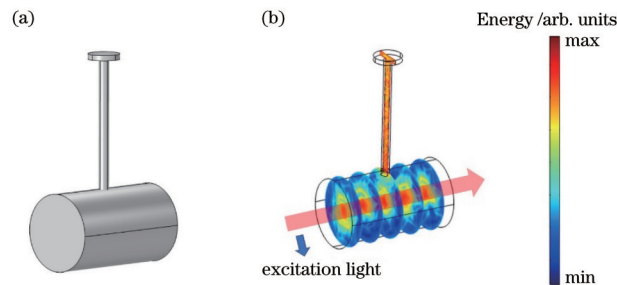 (a)
(b)
Energy /arb. units
max
excitation light
min